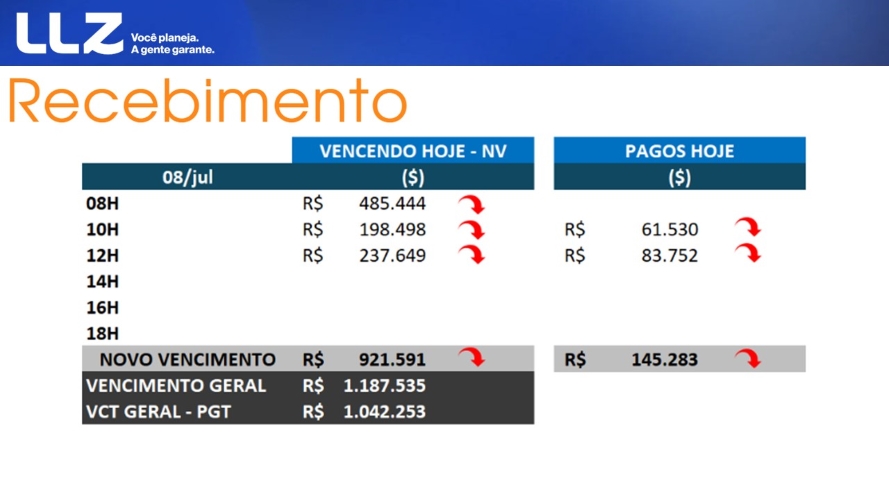 LLZ Você planeja.
A gente garante.
Recebimento
VENCENDO HOJE - NV PAGOS HOJE
08/jul ($) ($)
08H R$ 485.444
10H R$ 198.498 R$ 61.530
12H R$ 237.649 R$ 83.752
14H
16H
18H
NOVO VENCIMENTO R$ 921.591 R$ 145.283
VENCIMENTO GERAL R$ 1.187.535
VCT GERAL - PGT R$ 1.042.253